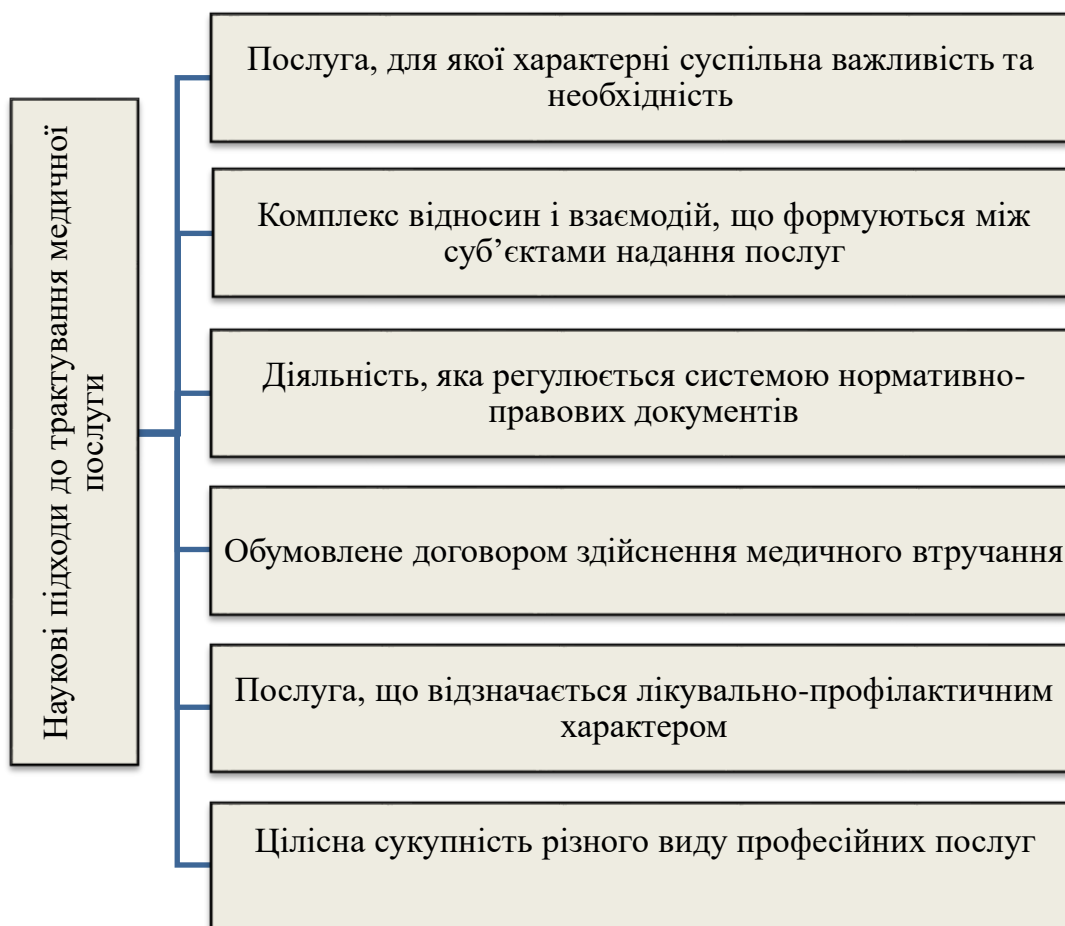 Наукові підходи до трактування медичної
послуги
Послуга, для якої характерні суспільна важливість та
необхідність
Комплекс відносин і взаємодій, що формуються між
суб’єктами надання послуг
Діяльність, яка регулюється системою нормативно-
правових документів
Обумовлене договором здійснення медичного втручання
Послуга, що відзначається лікувально-профілактичним
характером
Цілісна сукупність різного виду професійних послуг